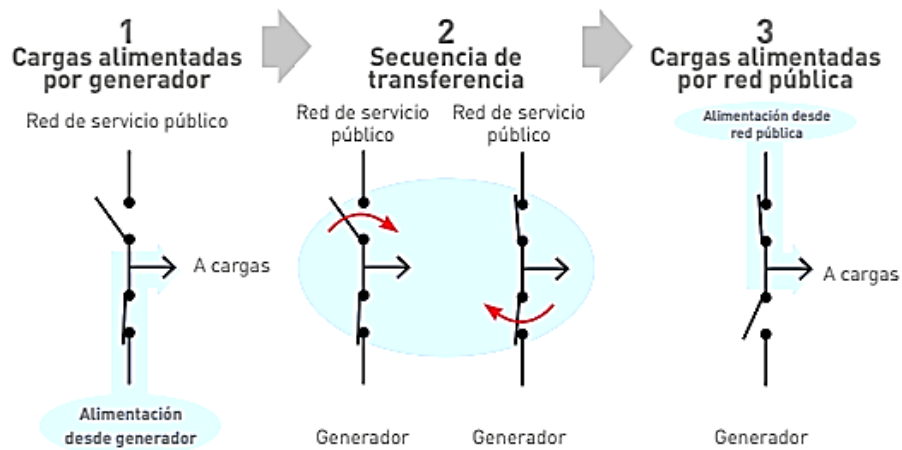 1
Cargas alimentadas
por generador
2
Secuencia de
transferencia
3
Cargas alimentadas
por red pública
Red de servicio público
Red de servicio
público
Red de servicio
público
Alimentación desde
red pública
A cargas
A cargas
Alimentación
desde generador
Generador
Generador
Generador